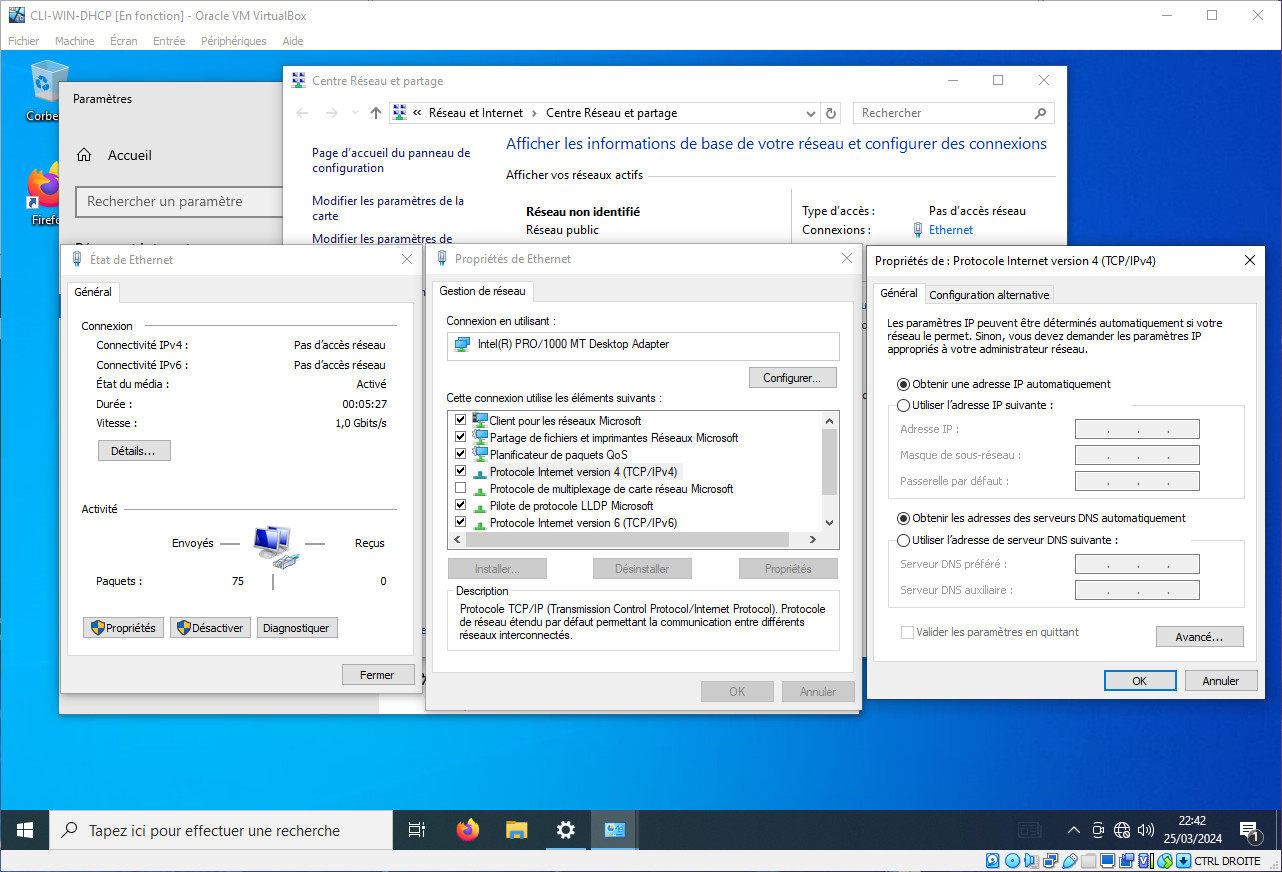 CLI-WIN-DHCP [En fonction] - Oracle VM VirtualBox
Fichier Machine Écran Entrée Périphériques Aide
Paramètres
Accueil
Rechercher un paramètre
Centre Réseau et partage
« Réseau et Internet › Centre Réseau et partage
Rechercher
Page d'accueil du panneau de
configuration
Modifier les paramètres de la
carte
Modifier les paramètres de
Afficher les informations de base de votre réseau et configurer des connexions
Afficher vos réseaux actifs
Réseau non identifié
Réseau public
Type d'accès : Pas d'accès réseau
Connexions : Ethernet
État de Ethernet
Général
Connexion
Connectivité IPv4 : Pas d'accès réseau
Connectivité IPv6 : Pas d'accès réseau
État du média : Activé
Durée : 00:05:27
Vitesse : 1,0 Gbits/s
Détails...
Activité
Envoyés Reçus
Paquets : 75 0
Propriétés Désactiver Diagnostiquer
Fermer
Propriétés de Ethernet
Gestion de réseau
Connexion en utilisant :
Intel(R) PRO/1000 MT Desktop Adapter
Configurer...
Cette connexion utilise les éléments suivants :
Client pour les réseaux Microsoft
Partage de fichiers et imprimantes Réseaux Microsoft
Planificateur de paquets QoS
Protocole Internet version 4 (TCP/IPv4)
Protocole de multiplexage de carte réseau Microsoft
Pilote de protocole LLDP Microsoft
Protocole Internet version 6 (TCP/IPv6)
Installer... Désinstaller Propriétés
Description
Protocole TCP/IP (Transmission Control Protocol/Internet Protocol). Protocole
de réseau étendu par défaut permettant la communication entre différents
réseaux interconnectés.
OK Annuler
Propriétés de : Protocole Internet version 4 (TCP/IPv4)
Général Configuration alternative
Les paramètres IP peuvent être déterminés automatiquement si votre
réseau le permet. Sinon, vous devez demander les paramètres IP
appropriés à votre administrateur réseau.
Obtenir une adresse IP automatiquement
Utiliser l'adresse IP suivante :
Adresse IP :
Masque de sous-réseau :
Passerelle par défaut :
Obtenir les adresses des serveurs DNS automatiquement
Utiliser l'adresse de serveur DNS suivante :
Serveur DNS préféré :
Serveur DNS auxiliaire :
Valider les paramètres en quittant
Avancé...
OK Annuler
Tapez ici pour effectuer une recherche
22:42
25/03/2024
1
CTRL DROITE